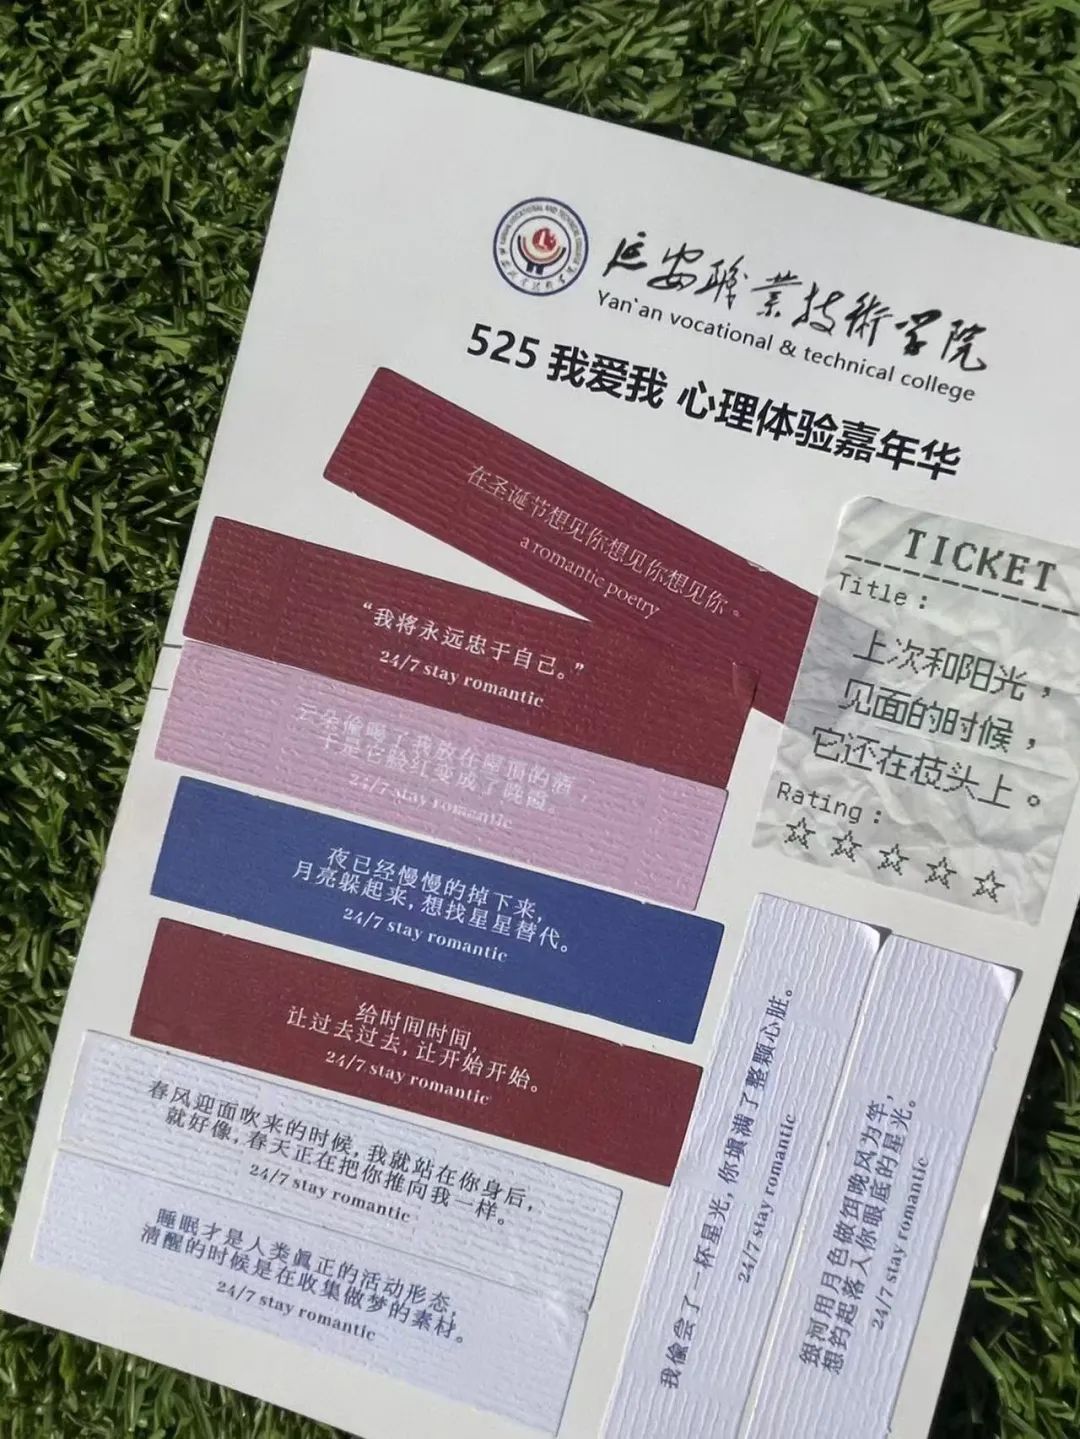 延安職業技術学院
Yan`an vocational & technical college
525 我爱我 心理体验嘉年华
在圣诞节想见你想见你想见你。
a romantic poetry
“我将永远忠于自己。”
24/7 stay romantic
云朵偷喝了我放在屋顶的酒，
于是它脸红变成了晚霞。
24/7 stay romantic
夜已经慢慢的掉下来，
月亮躲起来，想找星星替代。
24/7 stay romantic
给时间时间，
让过去过去，让开始开始。
24/7 stay romantic
春风迎面吹来的时候，我就站在你身后，
就好像，春天正在把你推向我一样。
24/7 stay romantic
睡眠才是人类真正的活动形态，
清醒的时候是在收集做梦的素材。
24/7 stay romantic
TICKET
Title：
上次和阳光，
见面的时候，
它还在枝头上。
Rating：
我偷尝了一杯星光，你填满了整颗心脏。
24/7 stay romantic
银河用月色做饵晚风为竿，
想钓起落入你眼底的星光。
24/7 stay romantic